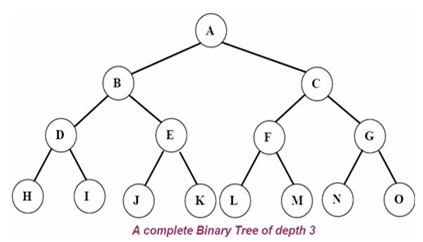 A
B C
D E F G
H I J K L M N O
A complete Binary Tree of depth 3